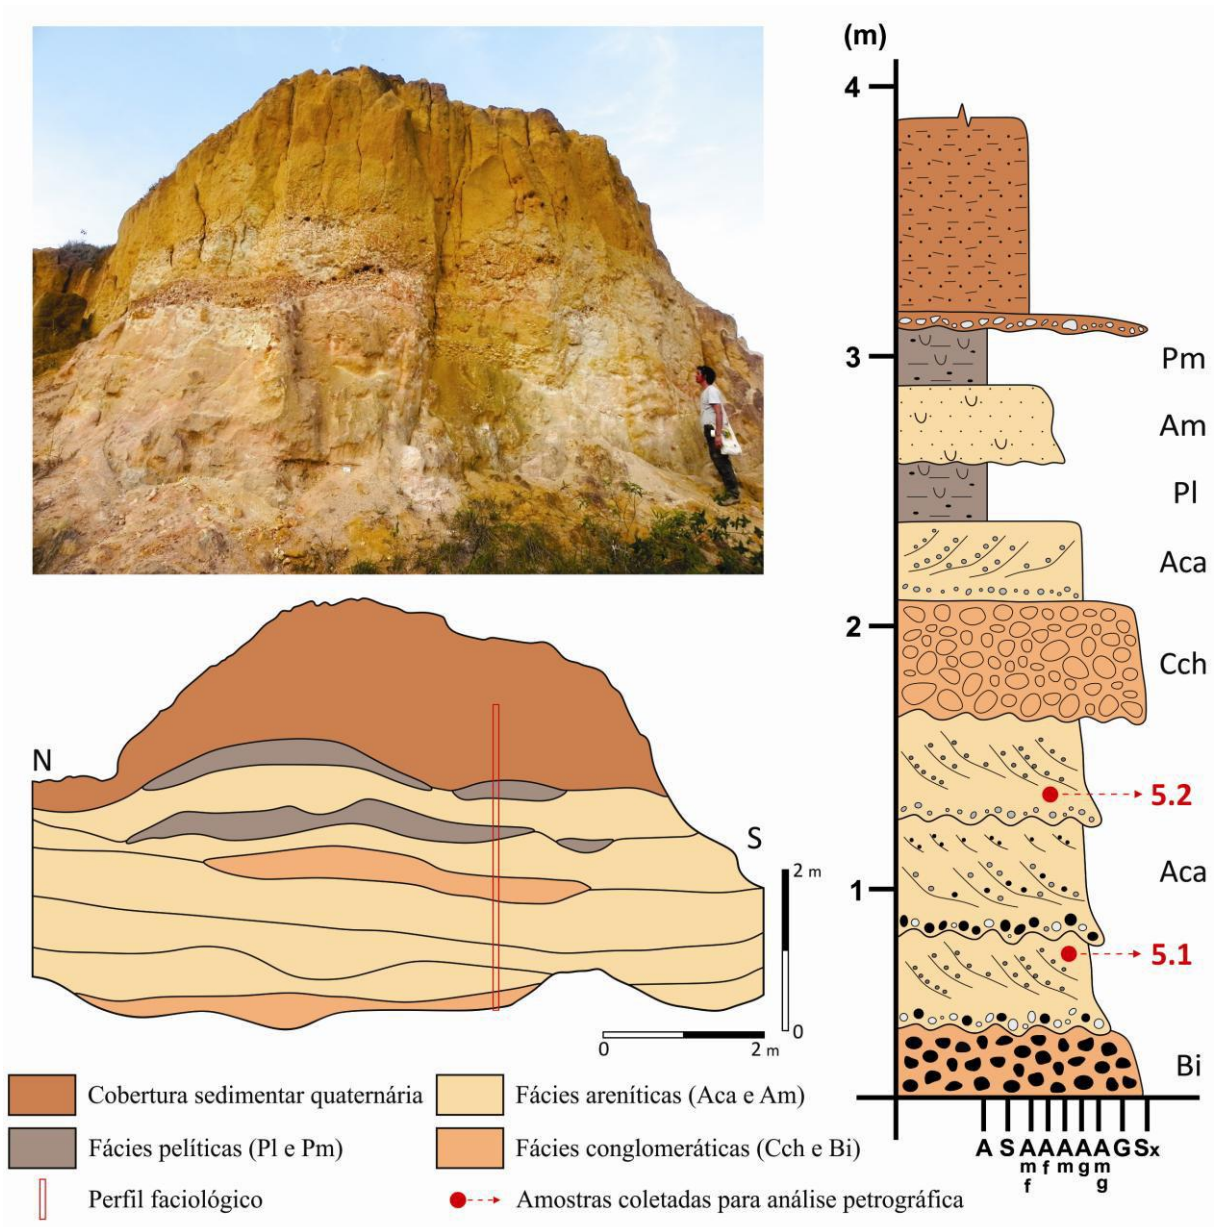 (m)
4
3
Pm
Am
Pl
Aca
2
Cch
5.2
Aca
1
5.1
Bi
A S A A A A A G Sx
m f m g m
f g
N
S
2 m
0
0 2 m
Cobertura sedimentar quaternária
Fácies areníticas (Aca e Am)
Fácies pelíticas (Pl e Pm)
Fácies conglomeráticas (Cch e Bi)
Perfil faciológico
Amostras coletadas para análise petrográfica